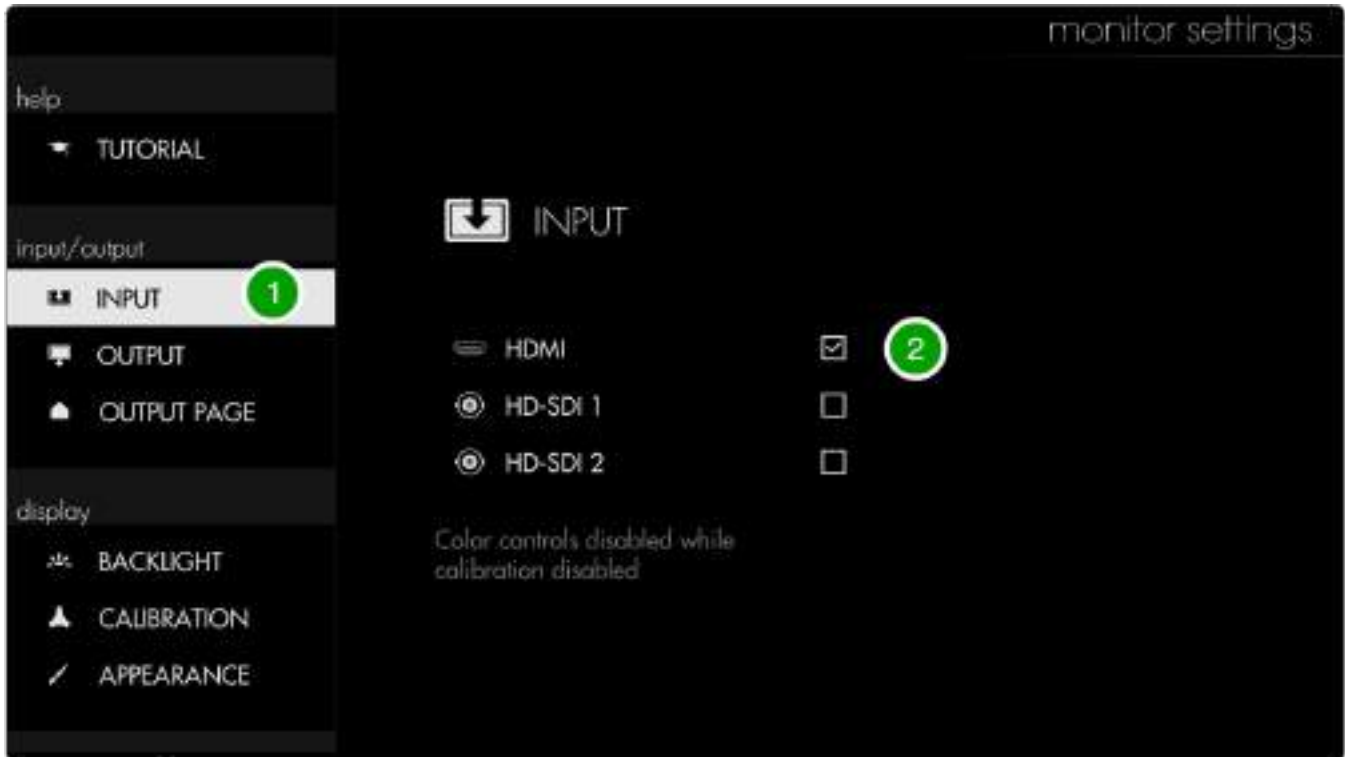 monitor settings
help
TUTORIAL
input/output
INPUT
1
OUTPUT
OUTPUT PAGE
display
BACKLIGHT
CALIBRATION
APPEARANCE
INPUT
HDMI
2
HD-SDI 1
HD-SDI 2
Color controls disabled while
calibration disabled